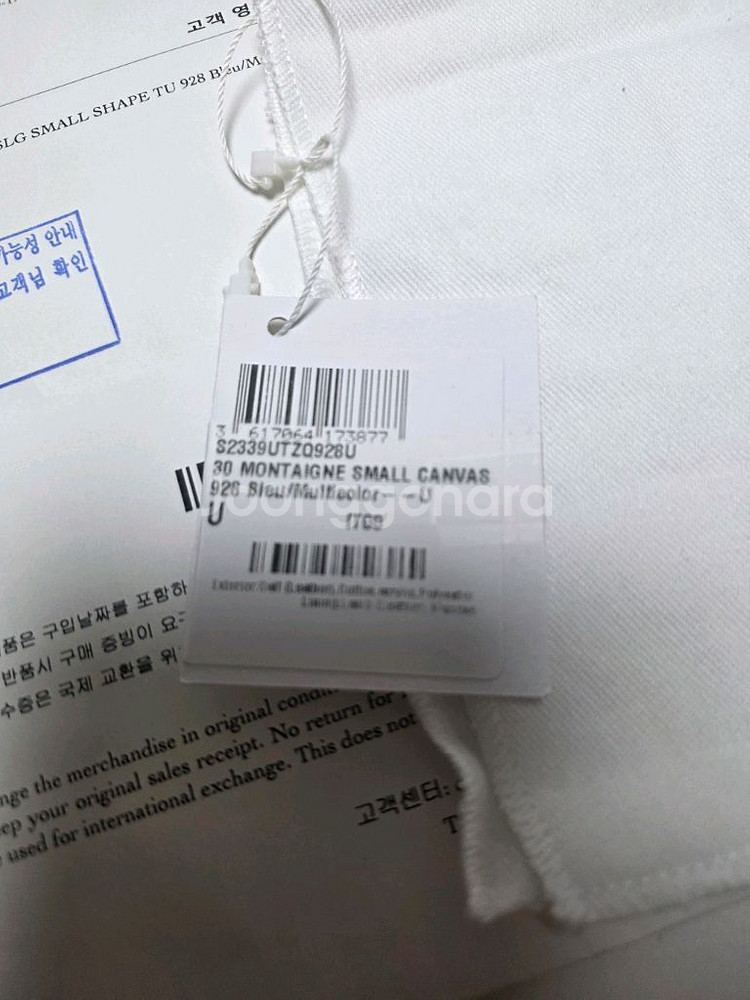 고객 영
SLG SMALL SHAPE TU 928 Bleu/M
가능성 안내
고객님 확인
3 617064 173877
S2339UTZQ928U
30 MONTAIGNE SMALL CANVAS
928 Bleu/Multicolor - - U
U
joonggonara
품은 구입날짜를 포함하
반품시 구매 증빙이 요
수증은 국제 교환을 위
nge the merchandise in original condi
ep your original sales receipt. No return for
used for international exchange. This does not
고객센터:
T